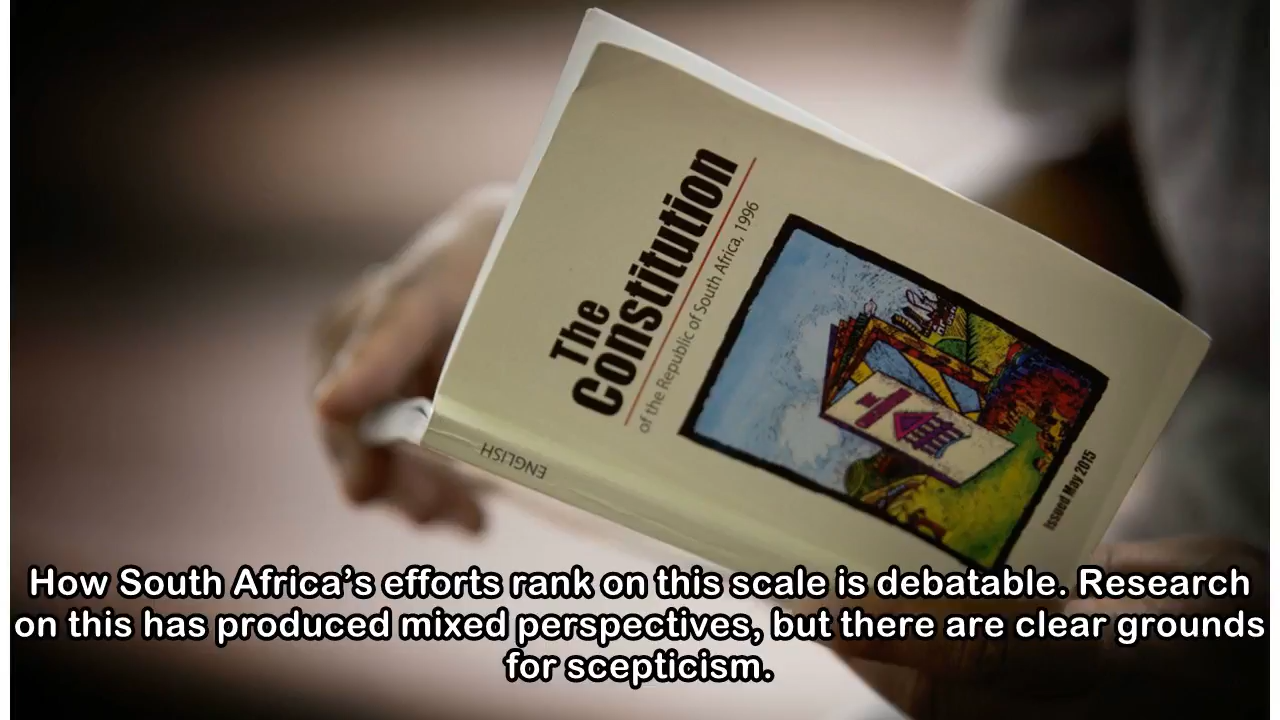 The
Constitution
of the Republic of South Africa, 1996
Issued May 2015
ENGLISH
How South Africa’s efforts rank on this scale is debatable. Research
on this has produced mixed perspectives, but there are clear grounds
for scepticism.